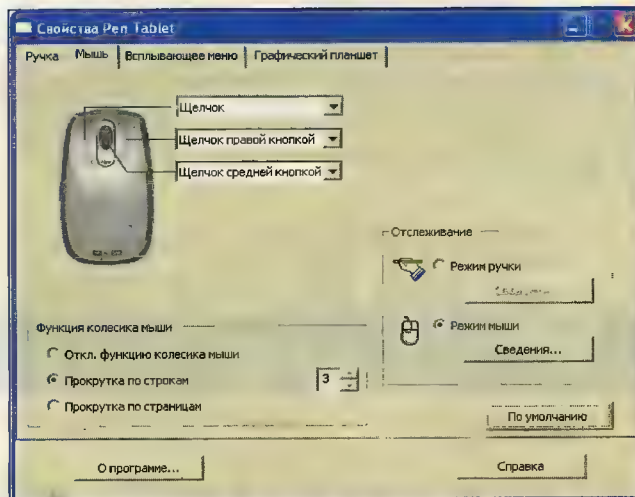 Свойства Pen Tablet
Ручка Мышь Всплывающее меню Графический планшет
Щелчок
Щелчок правой кнопкой
Щелчок средней кнопкой
Отслеживание
Режим ручки
Режим мыши
Сведения...
Функция колесика мыши
Откл. функцию колесика мыши
Прокрутка по строкам 3
Прокрутка по страницам
По умолчанию
О программе... Справка